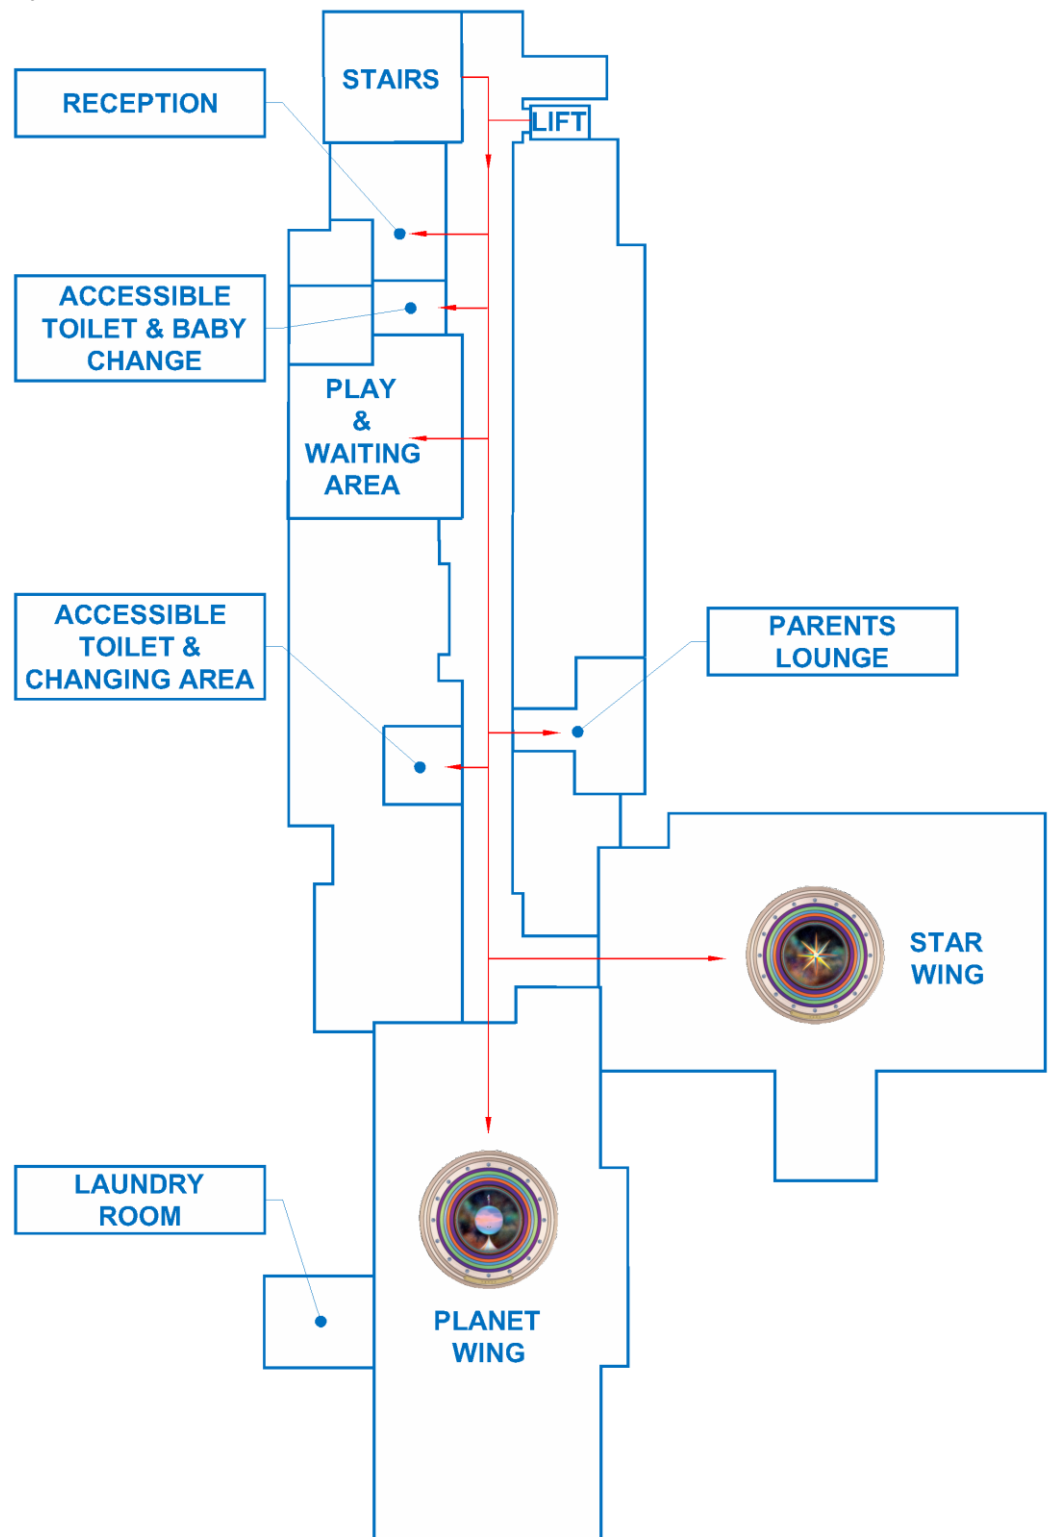 STAIRS
RECEPTION
LIFT
ACCESSIBLE
TOILET & BABY
CHANGE
PLAY
&
WAITING
AREA
ACCESSIBLE
TOILET &
CHANGING AREA
PARENTS
LOUNGE
STAR
WING
LAUNDRY
ROOM
PLANET
WING